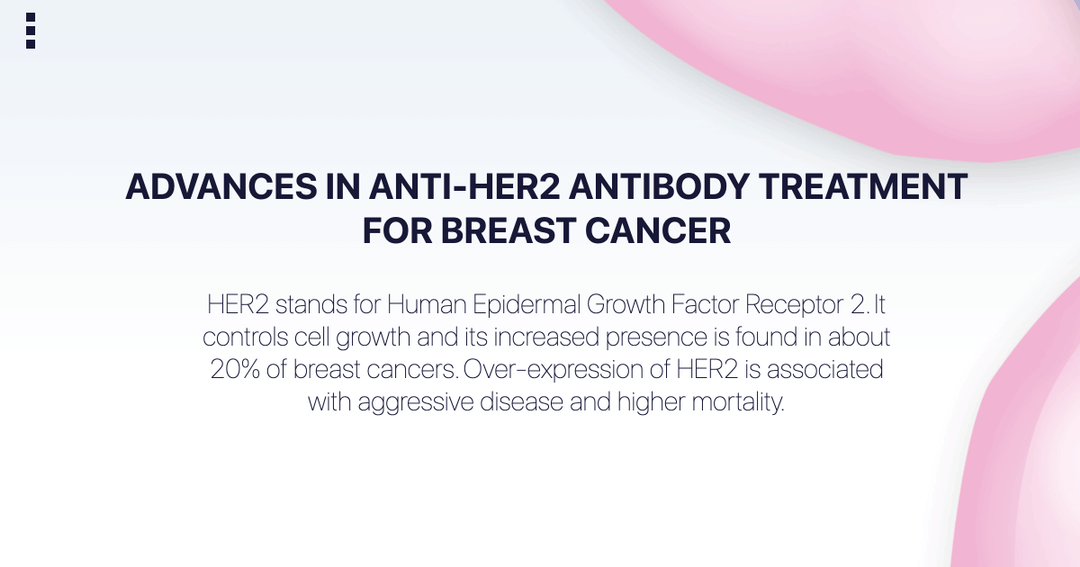 ADVANCES IN ANTI-HER2 ANTIBODY TREATMENT
FOR BREAST CANCER
HER2 stands for Human Epidermal Growth Factor Receptor 2. It
controls cell growth and its increased presence is found in about
20% of breast cancers. Over-expression of HER2 is associated
with aggressive disease and higher mortality.